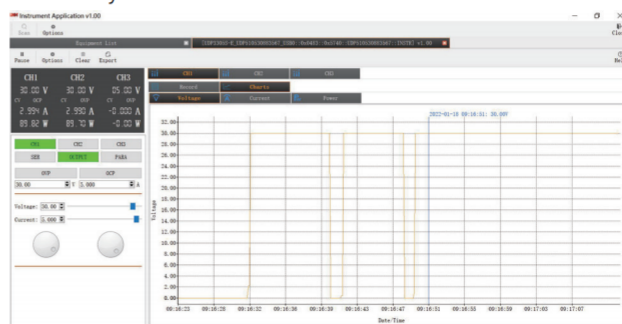 Instrument Application v1.00
Scan Options
Equipment List
Pause Options Clear Export
CH1 CH2 CH3
30.00 V 30.00 V 05.00 V
2.994 A 2.990 A -0.000 A
89.82 W 89.70 W -0.00 W
CH1 CH2 CH3
SER OUTPUT PARA
OVP OCP
30.00 V 5.000 A
Voltage: 30.00
Current: 5.000
CH1 CH2 CH3
Record Charts
Voltage Current Power
2022-01-18 09:16:51: 30.00V
32.00
30.00
28.00
26.00
24.00
22.00
20.00
18.00
16.00
14.00
12.00
10.00
8.00
6.00
4.00
2.00
0.00
Voltage
09:16:23 09:16:28 09:16:32 09:16:36 09:16:39 09:16:43 09:16:47 09:16:51 09:16:55 09:16:59 09:17:03 09:17:07
Date/Time